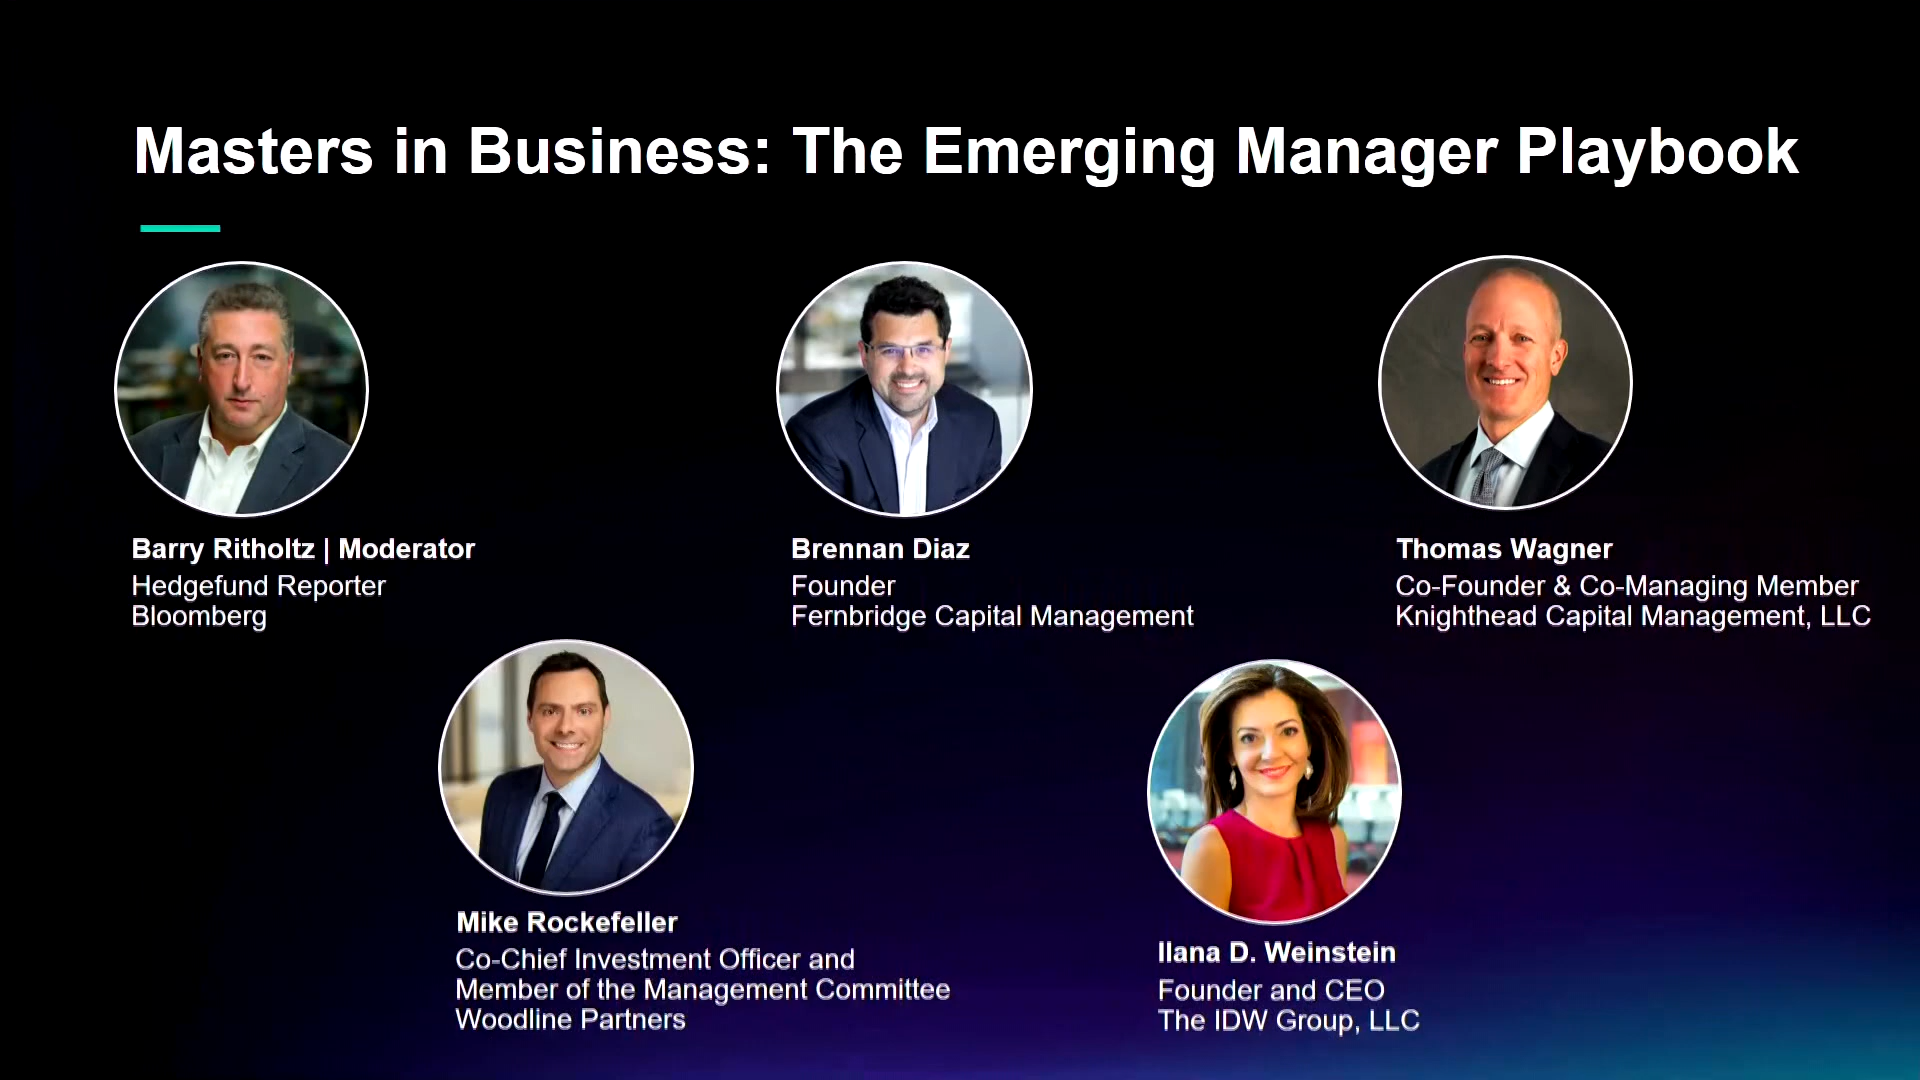 Masters in Business: The Emerging Manager Playbook
Barry Ritholtz | Moderator
Hedgefund Reporter
Bloomberg
Brennan Diaz
Founder
Fernbridge Capital Management
Thomas Wagner
Co-Founder & Co-Managing Member
Knighthead Capital Management, LLC
Mike Rockefeller
Co-Chief Investment Officer and
Member of the Management Committee
Woodline Partners
Ilana D. Weinstein
Founder and CEO
The IDW Group, LLC